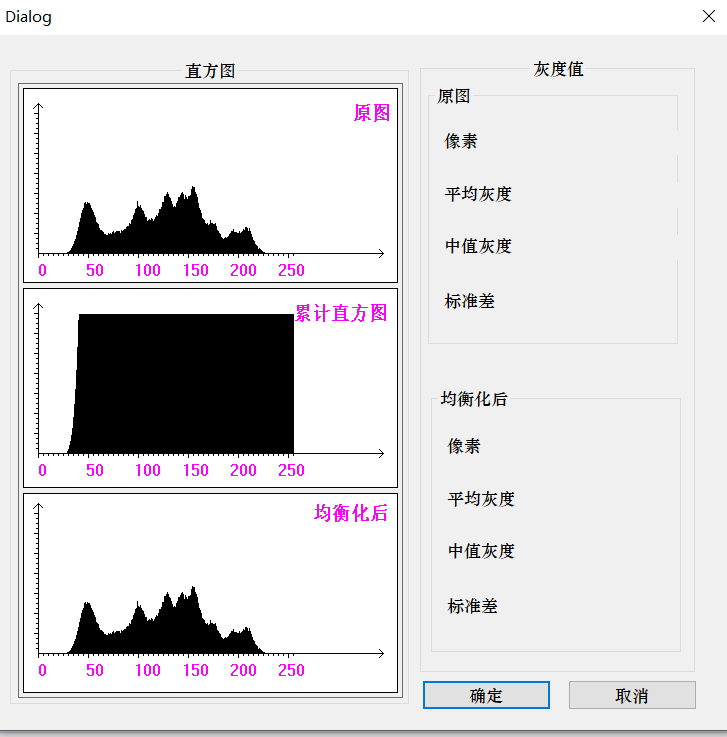 Dialog
直方图
原图
0 50 100 150 200 250
累计直方图
0 50 100 150 200 250
均衡化后
0 50 100 150 200 250
灰度值
原图
像素
平均灰度
中值灰度
标准差
均衡化后
像素
平均灰度
中值灰度
标准差
确定
取消